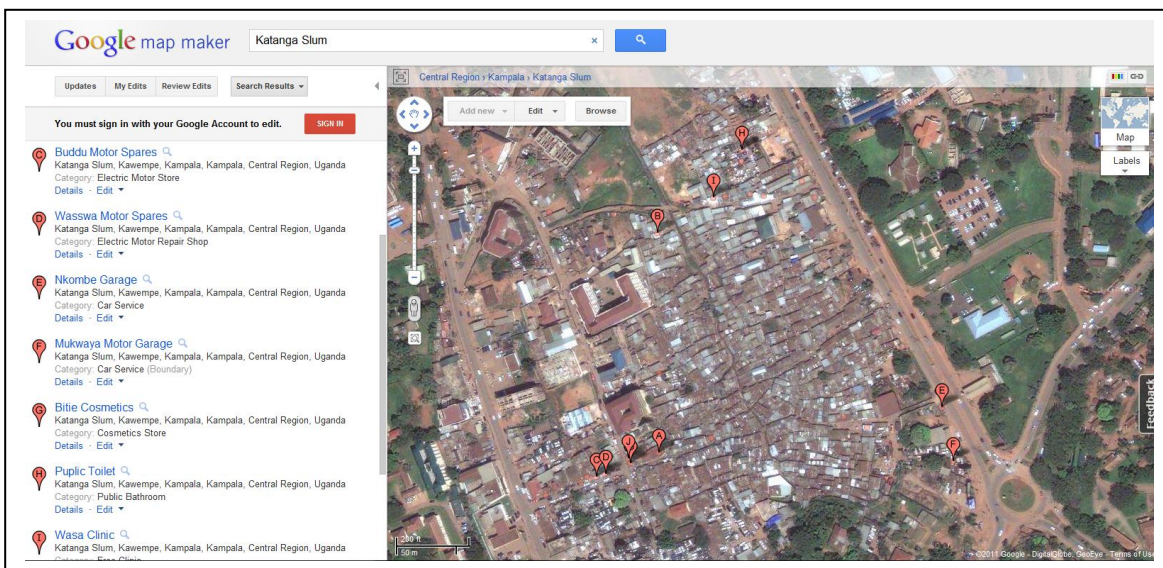 Google map maker
Katanga Slum
×
Updates My Edits Review Edits Search Results
You must sign in with your Google Account to edit. SIGN IN
C Buddu Motor Spares
Katanga Slum, Kawempe, Kampala, Kampala, Central Region, Uganda
Category: Electric Motor Store
Details - Edit
D Wasswa Motor Spares
Katanga Slum, Kawempe, Kampala, Kampala, Central Region, Uganda
Category: Electric Motor Repair Shop
Details - Edit
E Nkombe Garage
Katanga Slum, Kawempe, Kampala, Kampala, Central Region, Uganda
Category: Car Service
Details - Edit
F Mukwaya Motor Garage
Katanga Slum, Kawempe, Kampala, Kampala, Central Region, Uganda
Category: Car Service (Boundary)
Details - Edit
G Bitie Cosmetics
Katanga Slum, Kawempe, Kampala, Kampala, Central Region, Uganda
Category: Cosmetics Store
Details - Edit
H Puplic Toilet
Katanga Slum, Kawempe, Kampala, Kampala, Central Region, Uganda
Category: Public Bathroom
Details - Edit
I Wasa Clinic
Katanga Slum, Kawempe, Kampala, Kampala, Central Region, Uganda
Category: Free Clinic
Central Region › Kampala › Katanga Slum
Add new Edit Browse
Map
Labels
H
I
B
E
J
A
C D
F
Feedback
200 ft
50 m
©2011 Google - DigitalGlobe, GeoEye - Terms of Use